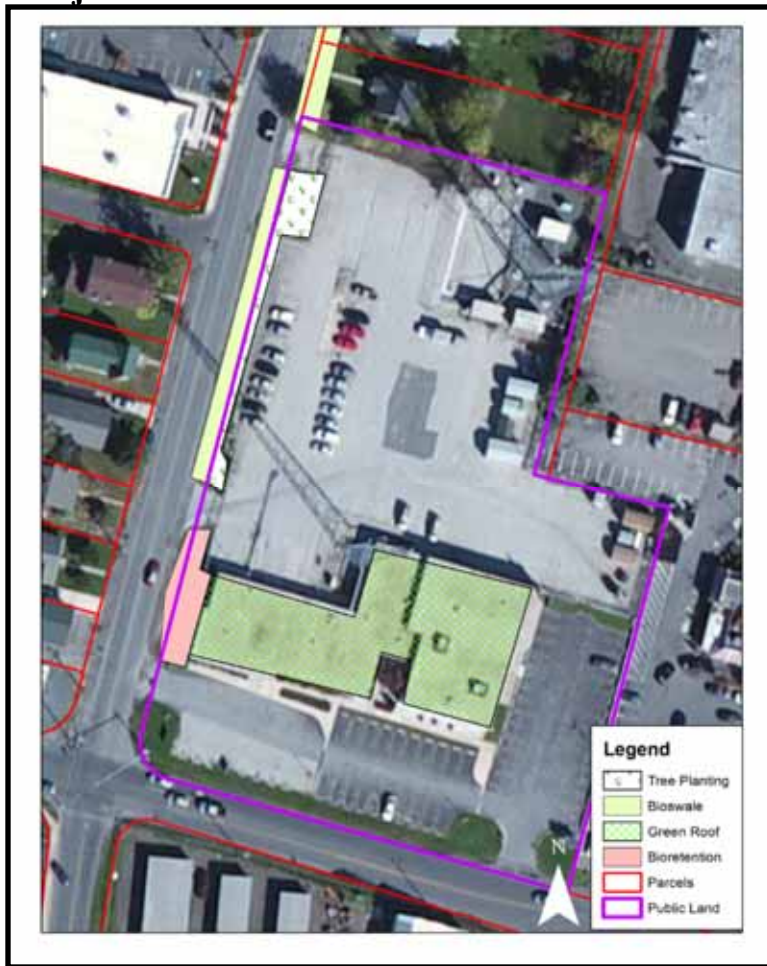 Legend
Tree Planting
Bioswale
Green Roof
Bioretention
Parcels
Public Land
N